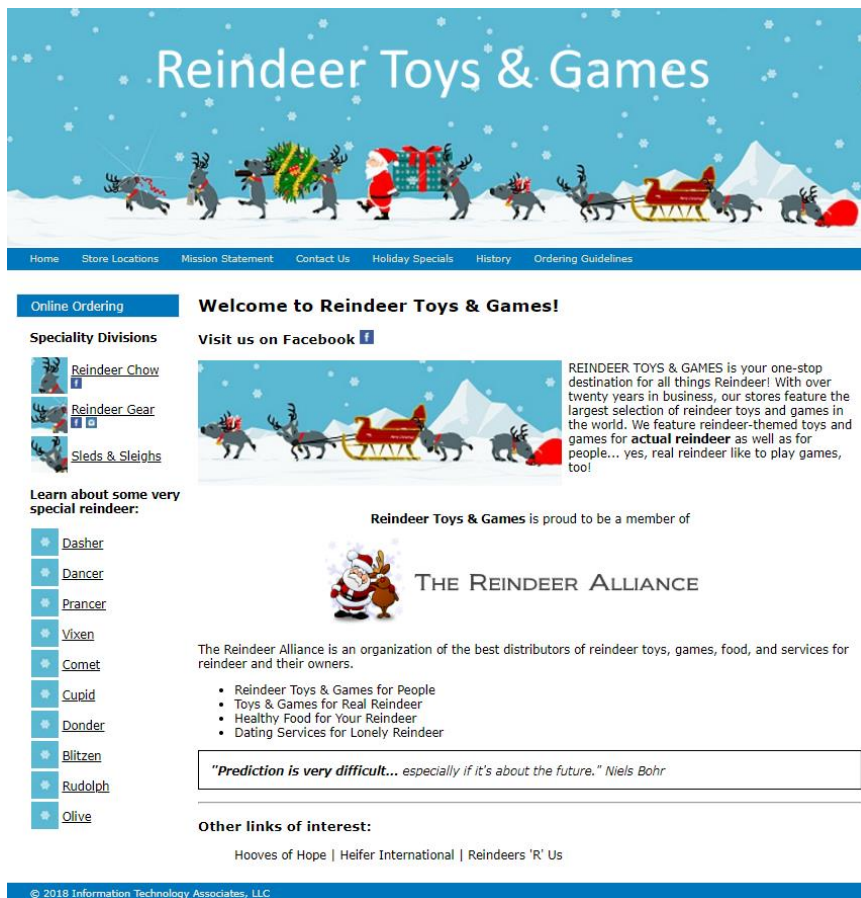 Reindeer Toys & Games
Home Store Locations Mission Statement Contact Us Holiday Specials History Ordering Guidelines
Online Ordering
Speciality Divisions
Reindeer Chow
Reindeer Gear
Sleds & Sleighs
Learn about some very
special reindeer:
Dasher
Dancer
Prancer
Vixen
Comet
Cupid
Donder
Blitzen
Rudolph
Olive
Welcome to Reindeer Toys & Games!
Visit us on Facebook
REINDEER TOYS & GAMES is your one-stop
destination for all things Reindeer! With over
twenty years in business, our stores feature the
largest selection of reindeer toys and games in
the world. We feature reindeer-themed toys and
games for actual reindeer as well as for
people... yes, real reindeer like to play games,
too!
Reindeer Toys & Games is proud to be a member of
THE REINDEER ALLIANCE
The Reindeer Alliance is an organization of the best distributors of reindeer toys, games, food, and services for
reindeer and their owners.
• Reindeer Toys & Games for People
• Toys & Games for Real Reindeer
• Healthy Food for Your Reindeer
• Dating Services for Lonely Reindeer
"Prediction is very difficult... especially if it's about the future." Niels Bohr
Other links of interest:
Hooves of Hope | Heifer International | Reindeers 'R' Us
© 2018 Information Technology Associates, LLC